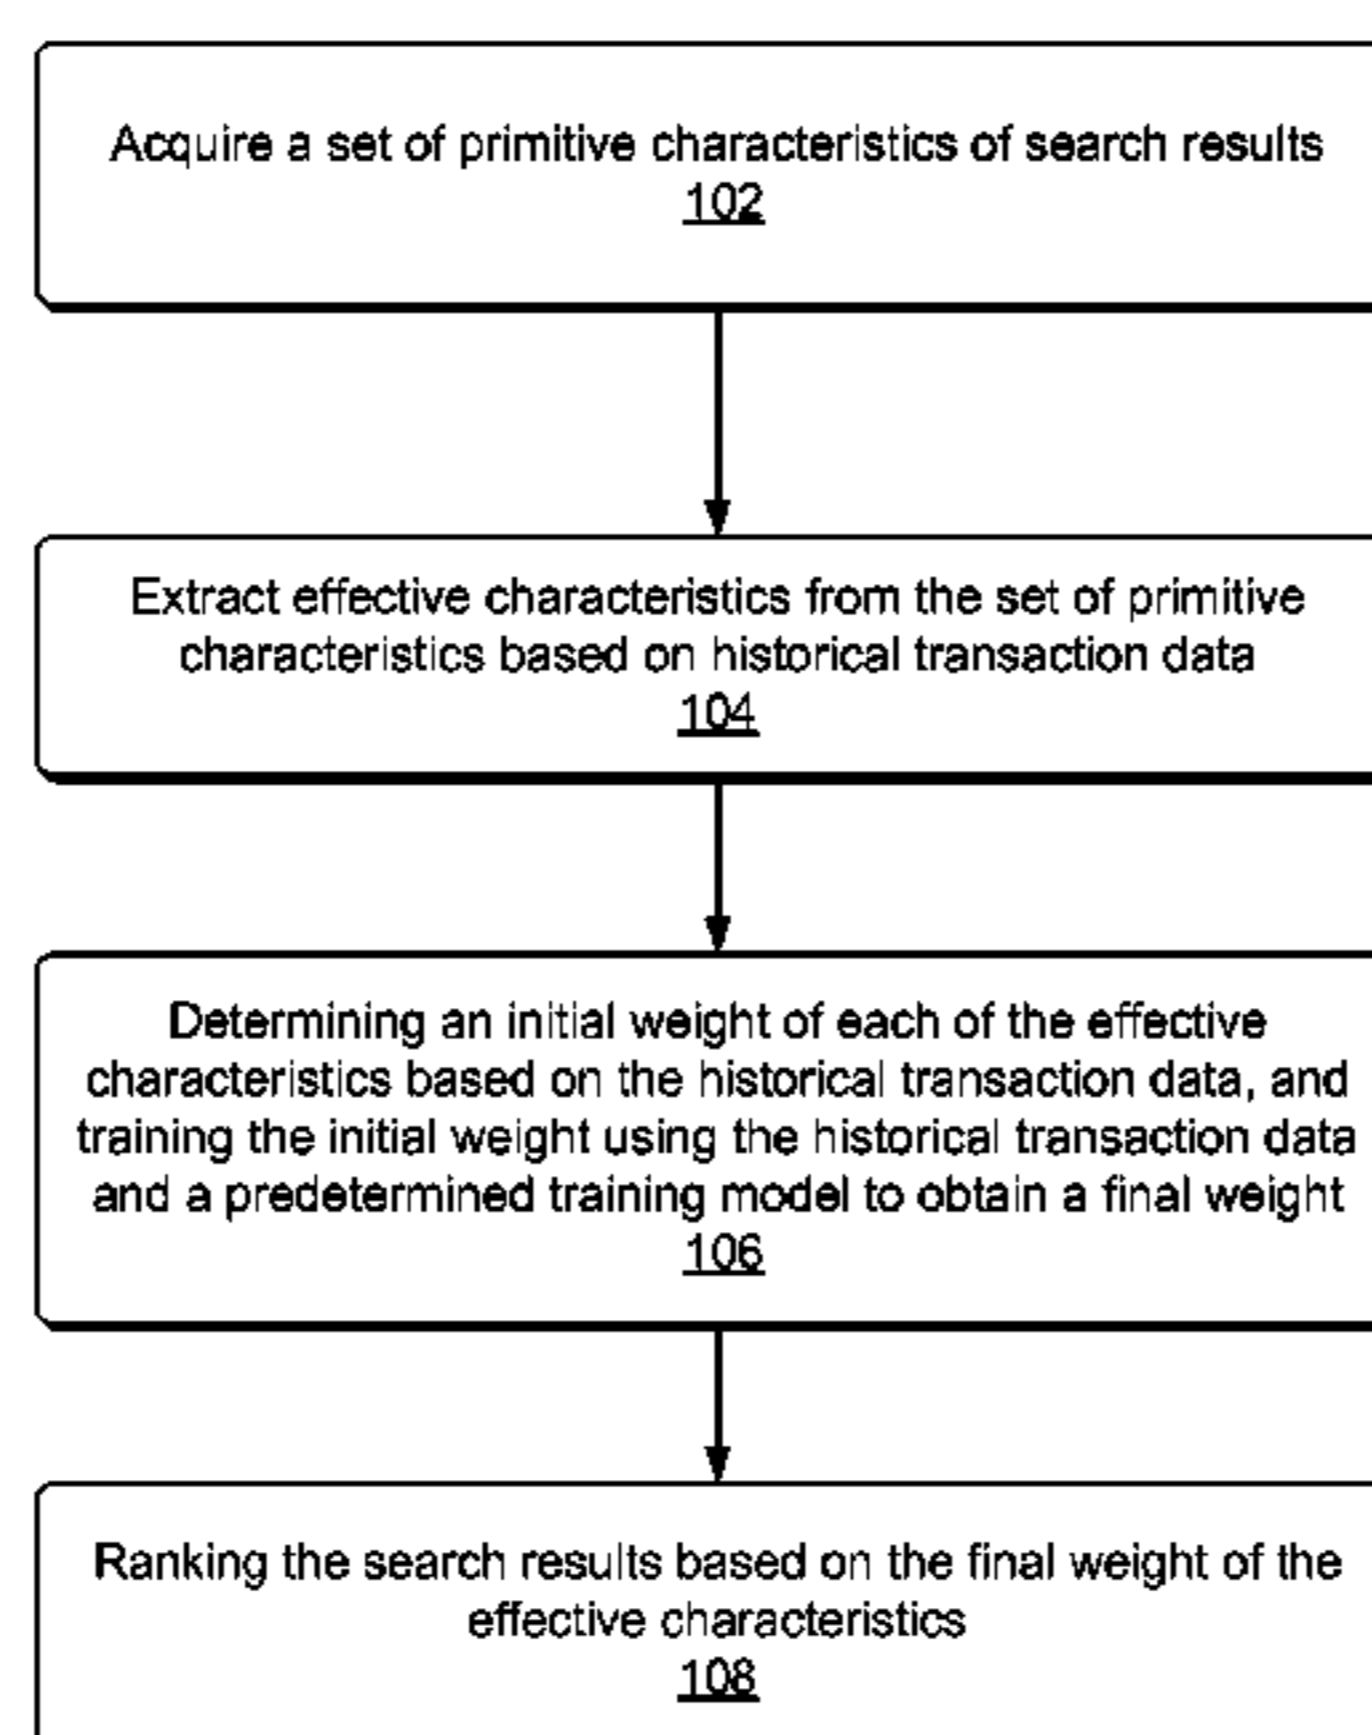 Acquire a set of primitive characteristics of search results
102
Extract effective characteristics from the set of primitive
characteristics based on historical transaction data
104
Determining an initial weight of each of the effective
characteristics based on the historical transaction data, and
training the initial weight using the historical transaction data
and a predetermined training model to obtain a final weight
106
Ranking the search results based on the final weight of the
effective characteristics
108